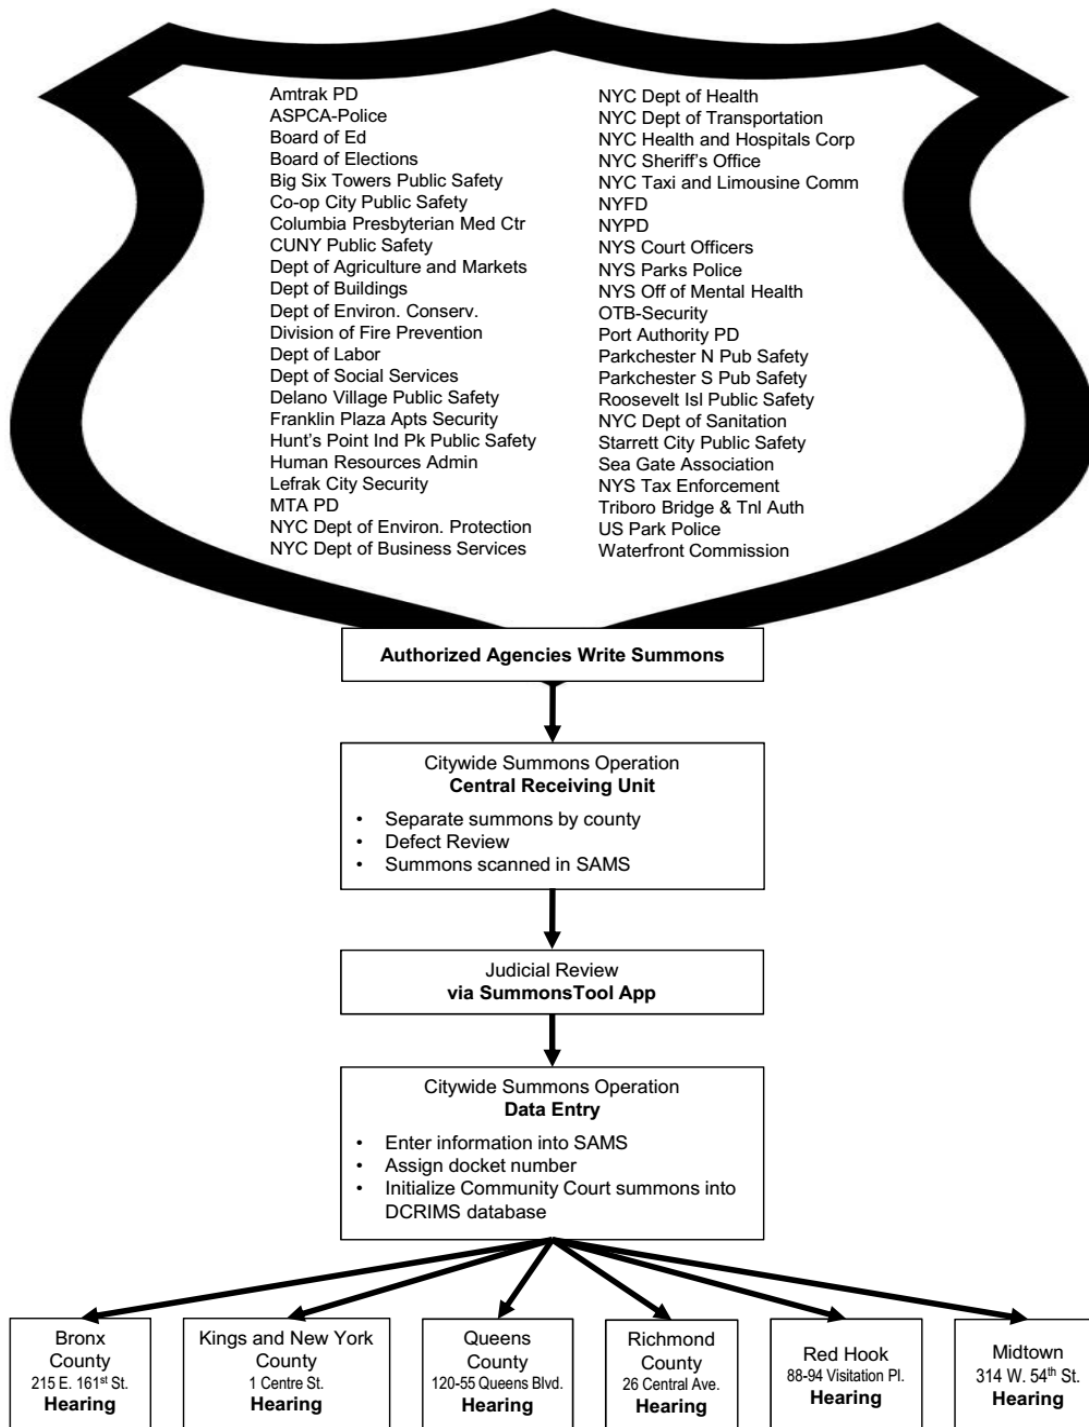 Amtrak PD
ASPCA-Police
Board of Ed
Board of Elections
Big Six Towers Public Safety
Co-op City Public Safety
Columbia Presbyterian Med Ctr
CUNY Public Safety
Dept of Agriculture and Markets
Dept of Buildings
Dept of Environ. Conserv.
Division of Fire Prevention
Dept of Labor
Dept of Social Services
Delano Village Public Safety
Franklin Plaza Apts Security
Hunt's Point Ind Pk Public Safety
Human Resources Admin
Lefrak City Security
MTA PD
NYC Dept of Environ. Protection
NYC Dept of Business Services
NYC Dept of Health
NYC Dept of Transportation
NYC Health and Hospitals Corp
NYC Sheriff's Office
NYC Taxi and Limousine Comm
NYFD
NYPD
NYS Court Officers
NYS Parks Police
NYS Off of Mental Health
OTB-Security
Port Authority PD
Parkchester N Pub Safety
Parkchester S Pub Safety
Roosevelt Isl Public Safety
NYC Dept of Sanitation
Starrett City Public Safety
Sea Gate Association
NYS Tax Enforcement
Triboro Bridge & Tnl Auth
US Park Police
Waterfront Commission
Authorized Agencies Write Summons
Citywide Summons Operation
Central Receiving Unit
• Separate summons by county
• Defect Review
• Summons scanned in SAMS
Judicial Review
via SummonsTool App
Citywide Summons Operation
Data Entry
• Enter information into SAMS
• Assign docket number
• Initialize Community Court summons into
DCRIMS database
Bronx
County
215 E. 161st St.
Hearing
Kings and New York
County
1 Centre St.
Hearing
Queens
County
120-55 Queens Blvd.
Hearing
Richmond
County
26 Central Ave.
Hearing
Red Hook
88-94 Visitation Pl.
Hearing
Midtown
314 W. 54th St.
Hearing